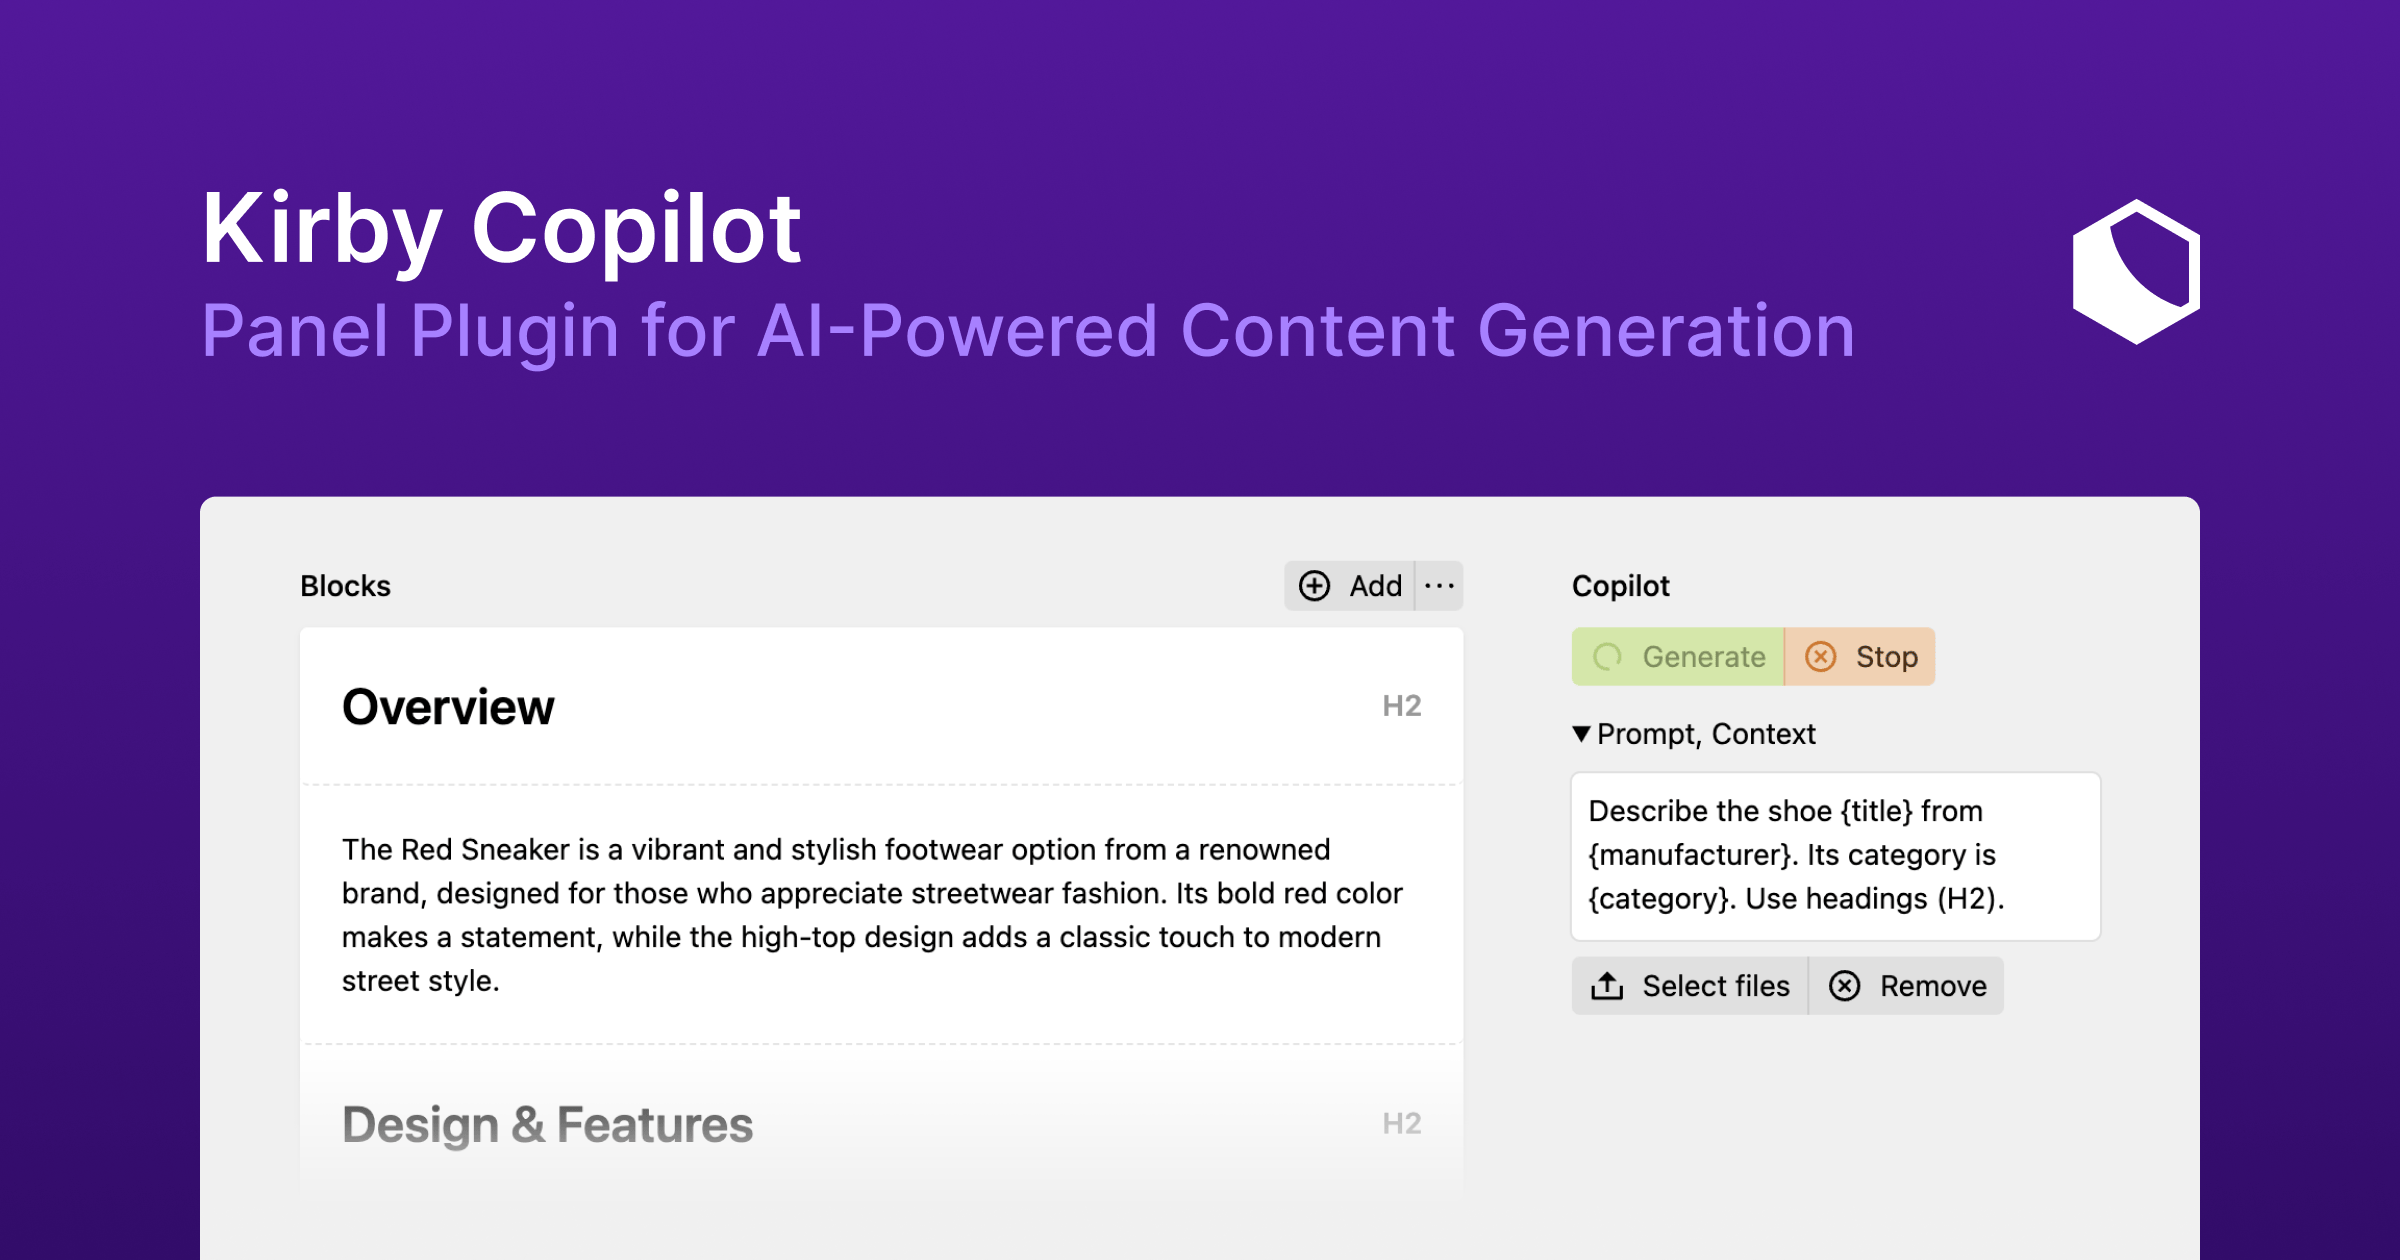 Kirby Copilot
Panel Plugin for AI-Powered Content Generation
Blocks
Add
Overview
H2
The Red Sneaker is a vibrant and stylish footwear option from a renowned
brand, designed for those who appreciate streetwear fashion. Its bold red color
makes a statement, while the high-top design adds a classic touch to modern
street style.
Design & Features
H2
Copilot
Generate
Stop
Prompt, Context
Describe the shoe {title} from
{manufacturer}. Its category is
{category}. Use headings (H2).
Select files
Remove